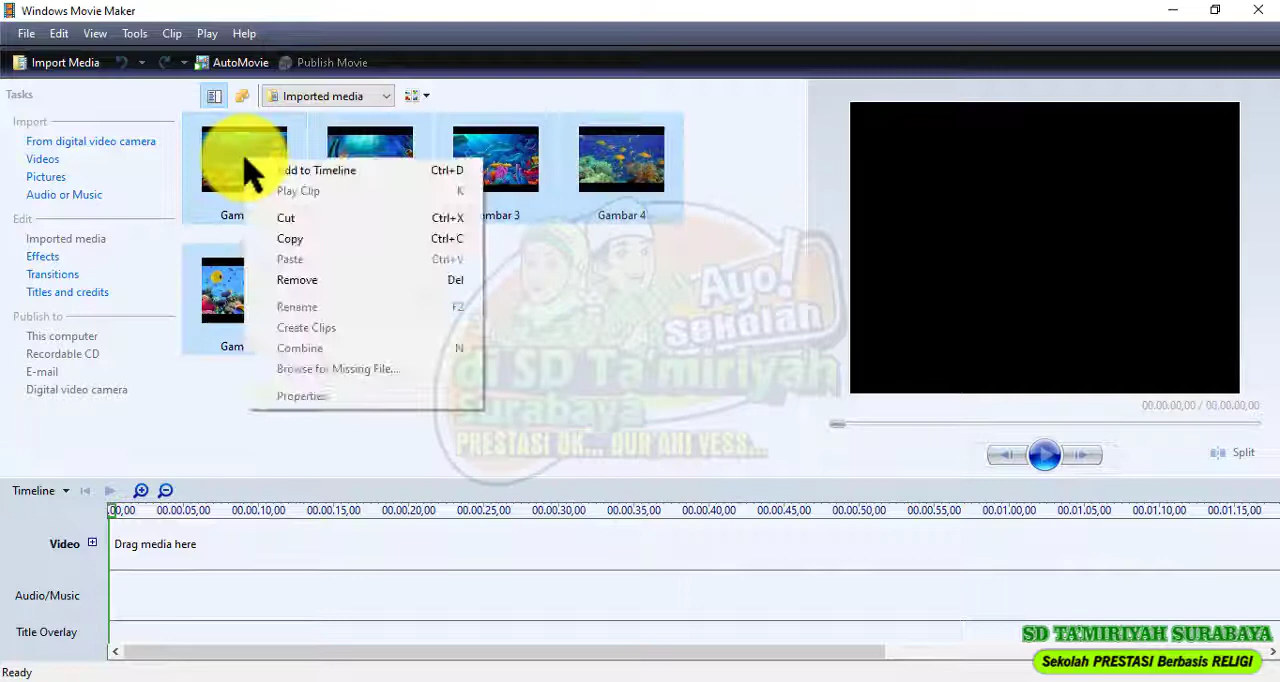 Windows Movie Maker
File Edit View Tools Clip Play Help
Import Media AutoMovie Publish Movie
Tasks
Imported media
Import
From digital video camera
Videos
Pictures
Audio or Music
Edit
Imported media
Effects
Transitions
Titles and credits
Publish to
This computer
Recordable CD
E-mail
Digital video camera
Gambar 4
Add to Timeline Ctrl+D
Play Clip K
Cut Ctrl+X
Copy Ctrl+C
Paste Ctrl+V
Remove Del
Rename F2
Create Clips
Combine N
Browse for Missing File...
Properties
Ayo!
sekolah
di SD Ta'miriyah
Surabaya
PRESTASI OK... QUR'ANI YESS...
00.00.00,00 / 00.00.00,00
Split
Timeline
00,00 00.00.05,00 00.00.10,00 00.00.15,00 00.00.20,00 00.00.25,00 00.00.30,00 00.00.35,00 00.00.40,00 00.00.45,00 00.00.50,00 00.00.55,00 00.01.00,00 00.01.05,00 00.01.10,00 00.01.15,00
Video Drag media here
Audio/Music
Title Overlay
SD TA'MIRIYAH SURABAYA
Sekolah PRESTASI Berbasis RELIGI
Ready